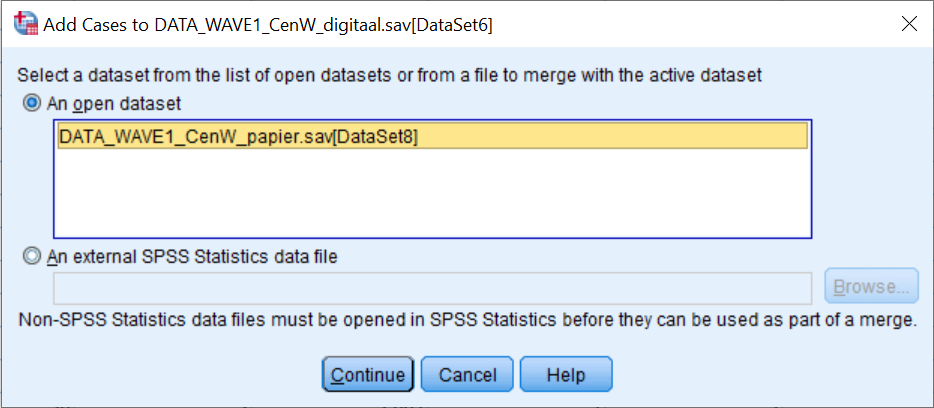 Add Cases to DATA_WAVE1_CenW_digitaal.sav[DataSet6]
Select a dataset from the list of open datasets or from a file to merge with the active dataset
An open dataset
DATA_WAVE1_CenW_papier.sav[DataSet8]
An external SPSS Statistics data file
Browse...
Non-SPSS Statistics data files must be opened in SPSS Statistics before they can be used as part of a merge.
Continue Cancel Help